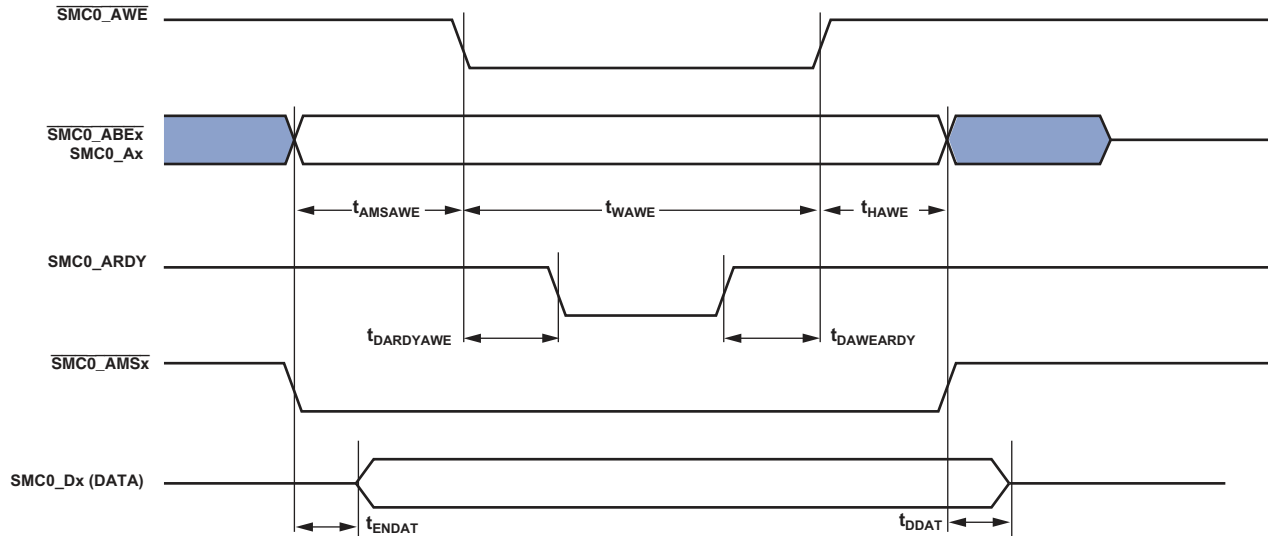 SMC0_AWE
SMC0_ABEx
SMC0_Ax
tAMSAWE
tWAWE
tHAWE
SMC0_ARDY
tDARDYAWE
tDAWEARDY
SMC0_AMSx
SMC0_Dx (DATA)
tENDAT
tDDAT